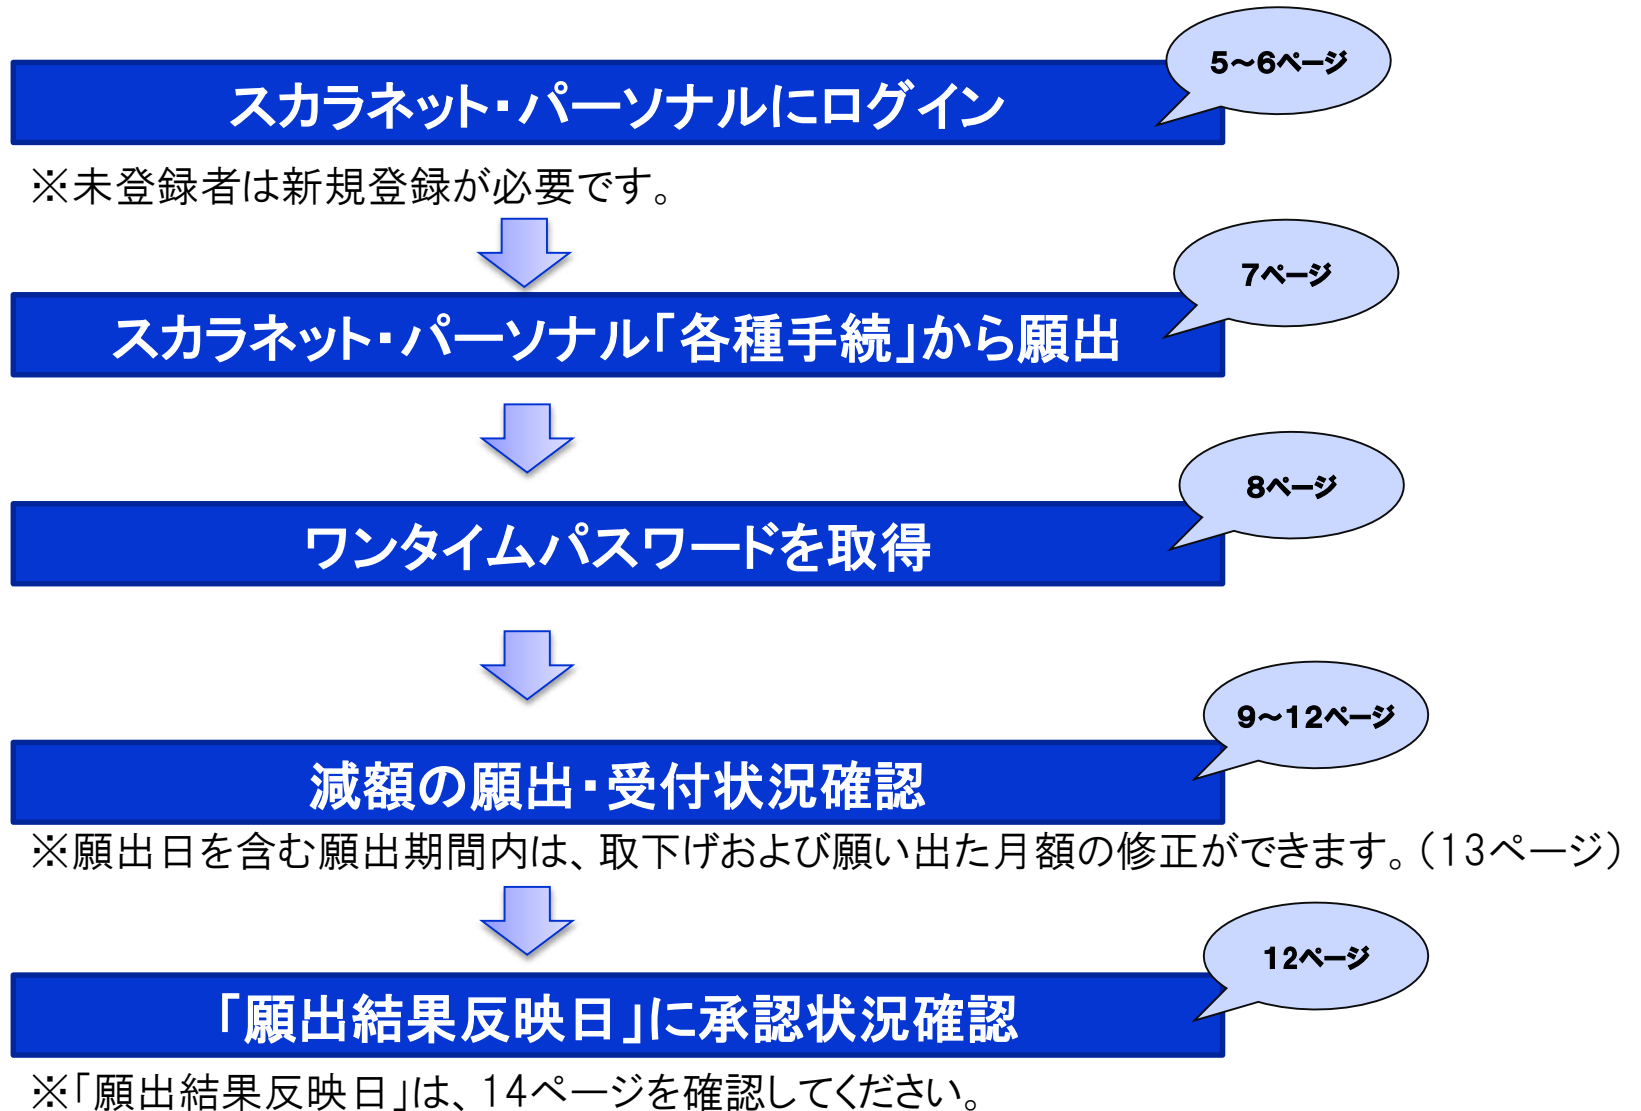 5～6ページ
スカラネット・パーソナルにログイン
※未登録者は新規登録が必要です。
7ページ
スカラネット・パーソナル「各種手続」から願出
8ページ
ワンタイムパスワードを取得
9～12ページ
減額の願出・受付状況確認
※願出日を含む願出期間内は、取下げおよび願い出た月額の修正ができます。（13ページ）
12ページ
「願出結果反映日」に承認状況確認
※「願出結果反映日」は、14ページを確認してください。